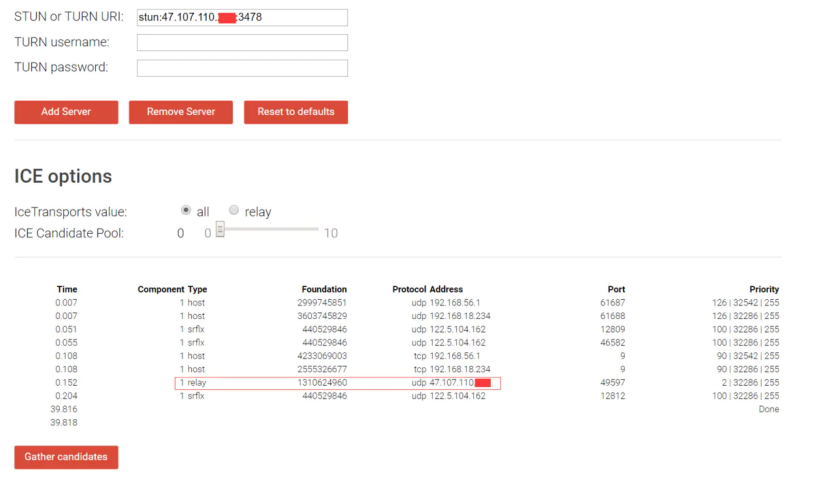 STUN or TURN URI: stun:47.107.110. :3478
TURN username:
TURN password:
Add Server Remove Server Reset to defaults
ICE options
IceTransports value: all relay
ICE Candidate Pool: 0 0 10
Time Component Type Foundation Protocol Address Port Priority
0.007 1 host 2999745851 udp 192.168.56.1 61687 126 | 32542 | 255
0.007 1 host 3603745829 udp 192.168.18.234 61688 126 | 32286 | 255
0.051 1 srflx 440529846 udp 122.5.104.162 12809 100 | 32286 | 255
0.055 1 srflx 440529846 udp 122.5.104.162 46582 100 | 32286 | 255
0.108 1 host 4233069003 tcp 192.168.56.1 9 90 | 32542 | 255
0.108 1 host 2555326677 tcp 192.168.18.234 9 90 | 32286 | 255
0.152 1 relay 1310624960 udp 47.107.110. 49597 2 | 32286 | 255
0.204 1 srflx 440529846 udp 122.5.104.162 12812 100 | 32286 | 255
39.816 Done
39.818
Gather candidates